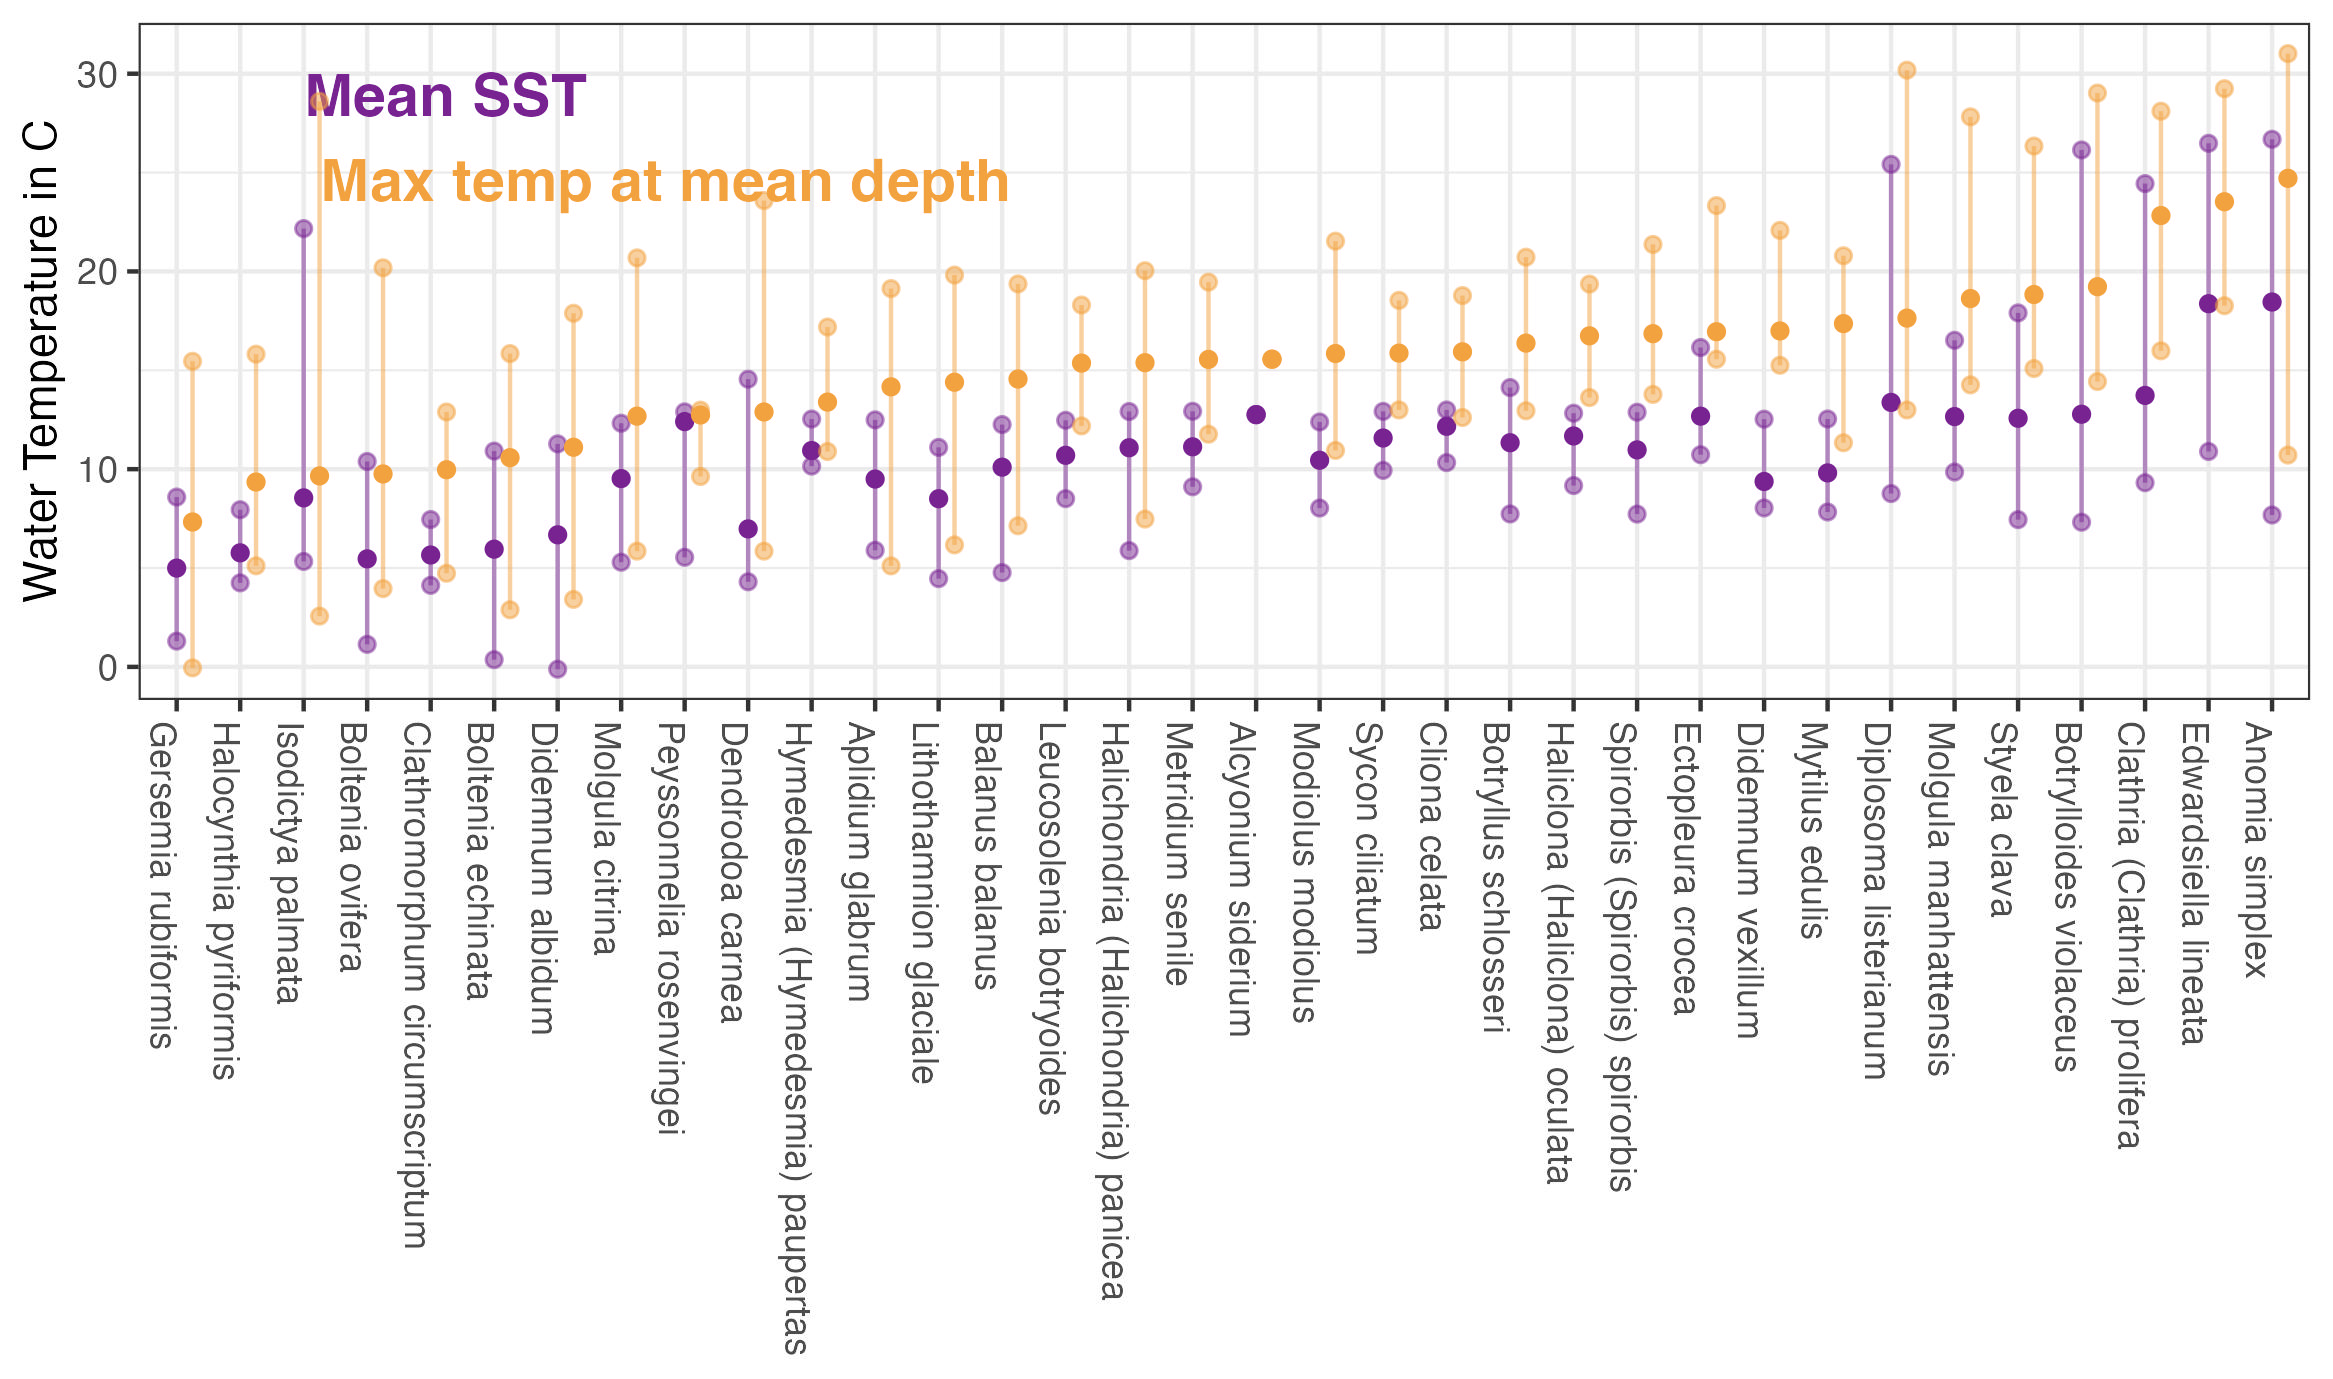 Mean SST
Max temp at mean depth
Water Temperature in C
30
20
10
0
Gersemia rubiformis
Halocynthia pyriformis
Isodictya palmata
Boltenia ovifera
Clathromorphum circumscriptum
Boltenia echinata
Didemnum albidum
Molgula citrina
Peyssonnelia rosenvingei
Dendrodoa carnea
Hymedesmia (Hymedesmia) paupertas
Aplidium glabrum
Lithothamnion glaciale
Balanus balanus
Leucosolenia botryoides
Halichondria (Halichondria) panicea
Metridium senile
Alcyonium siderium
Modiolus modiolus
Sycon ciliatum
Cliona celata
Botryllus schlosseri
Haliclona (Haliclona) oculata
Spirorbis (Spirorbis) spirorbis
Ectopleura crocea
Didemnum vexillum
Mytilus edulis
Diplosoma listerianum
Molgula manhattensis
Styela clava
Botrylloides violaceus
Clathria (Clathria) prolifera
Edwardsiella lineata
Anomia simplex